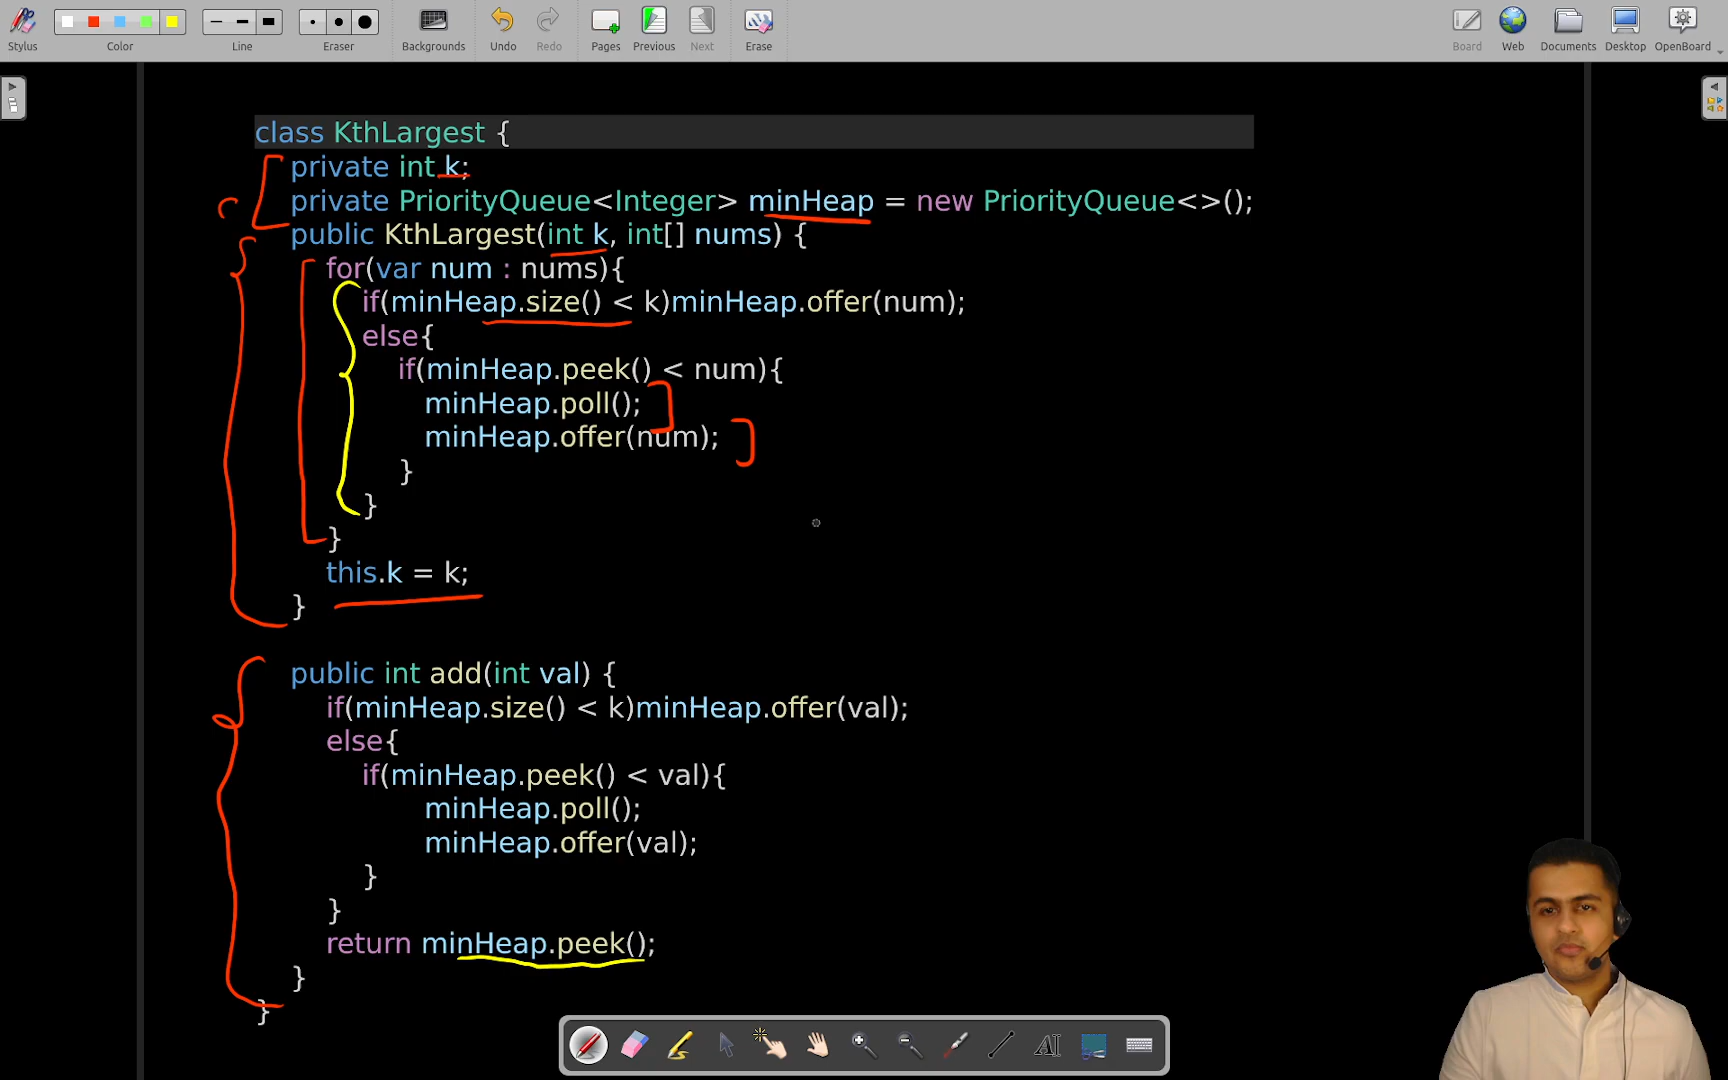 Stylus
Color
Line
Eraser
Backgrounds
Undo
Redo
Pages
Previous
Next
Erase
Board
Web
Documents
Desktop
OpenBoard
class KthLargest {
private int k;
private PriorityQueue<Integer> minHeap = new PriorityQueue<>();
public KthLargest(int k, int[] nums) {
for(var num : nums){
if(minHeap.size() < k)minHeap.offer(num);
else{
if(minHeap.peek() < num){
minHeap.poll();
minHeap.offer(num);
}
}
}
this.k = k;
}
public int add(int val) {
if(minHeap.size() < k)minHeap.offer(val);
else{
if(minHeap.peek() < val){
minHeap.poll();
minHeap.offer(val);
}
}
return minHeap.peek();
}
}
AI